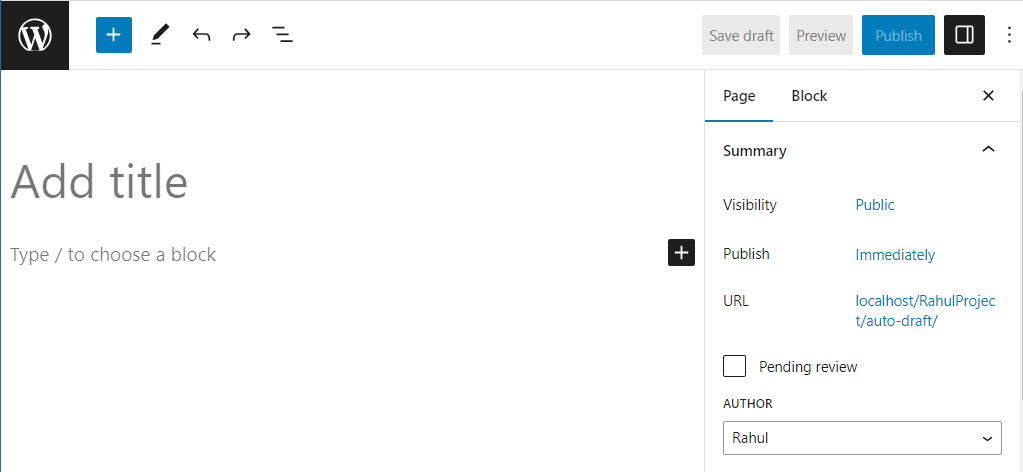 Save draft
Preview
Publish
Page
Block
Add title
Type / to choose a block
Summary
Visibility
Public
Publish
Immediately
URL
localhost/RahulProjec
t/auto-draft/
Pending review
AUTHOR
Rahul